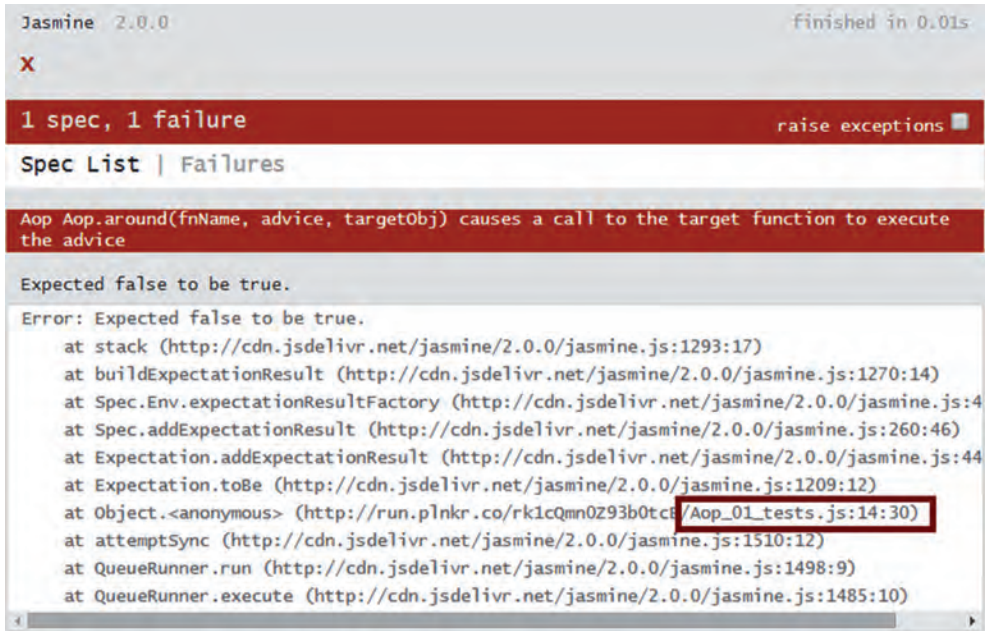 Jasmine 2.0.0 finished in 0.01s
X
1 spec, 1 failure raise exceptions
Spec List | Failures
Aop Aop.around(fnName, advice, targetObj) causes a call to the target function to execute
the advice
Expected false to be true.
Error: Expected false to be true.
at stack (http://cdn.jsdelivr.net/jasmine/2.0.0/jasmine.js:1293:17)
at buildExpectationResult (http://cdn.jsdelivr.net/jasmine/2.0.0/jasmine.js:1270:14)
at Spec.Env.expectationResultFactory (http://cdn.jsdelivr.net/jasmine/2.0.0/jasmine.js:4
at Spec.addExpectationResult (http://cdn.jsdelivr.net/jasmine/2.0.0/jasmine.js:260:46)
at Expectation.addExpectationResult (http://cdn.jsdelivr.net/jasmine/2.0.0/jasmine.js:44
at Expectation.toBe (http://cdn.jsdelivr.net/jasmine/2.0.0/jasmine.js:1209:12)
at Object.<anonymous> (http://run.plnkr.co/rk1cQmn0Z93b0tcE/Aop_01_tests.js:14:30)
at attemptSync (http://cdn.jsdelivr.net/jasmine/2.0.0/jasmine.js:1510:12)
at QueueRunner.run (http://cdn.jsdelivr.net/jasmine/2.0.0/jasmine.js:1498:9)
at QueueRunner.execute (http://cdn.jsdelivr.net/jasmine/2.0.0/jasmine.js:1485:10)